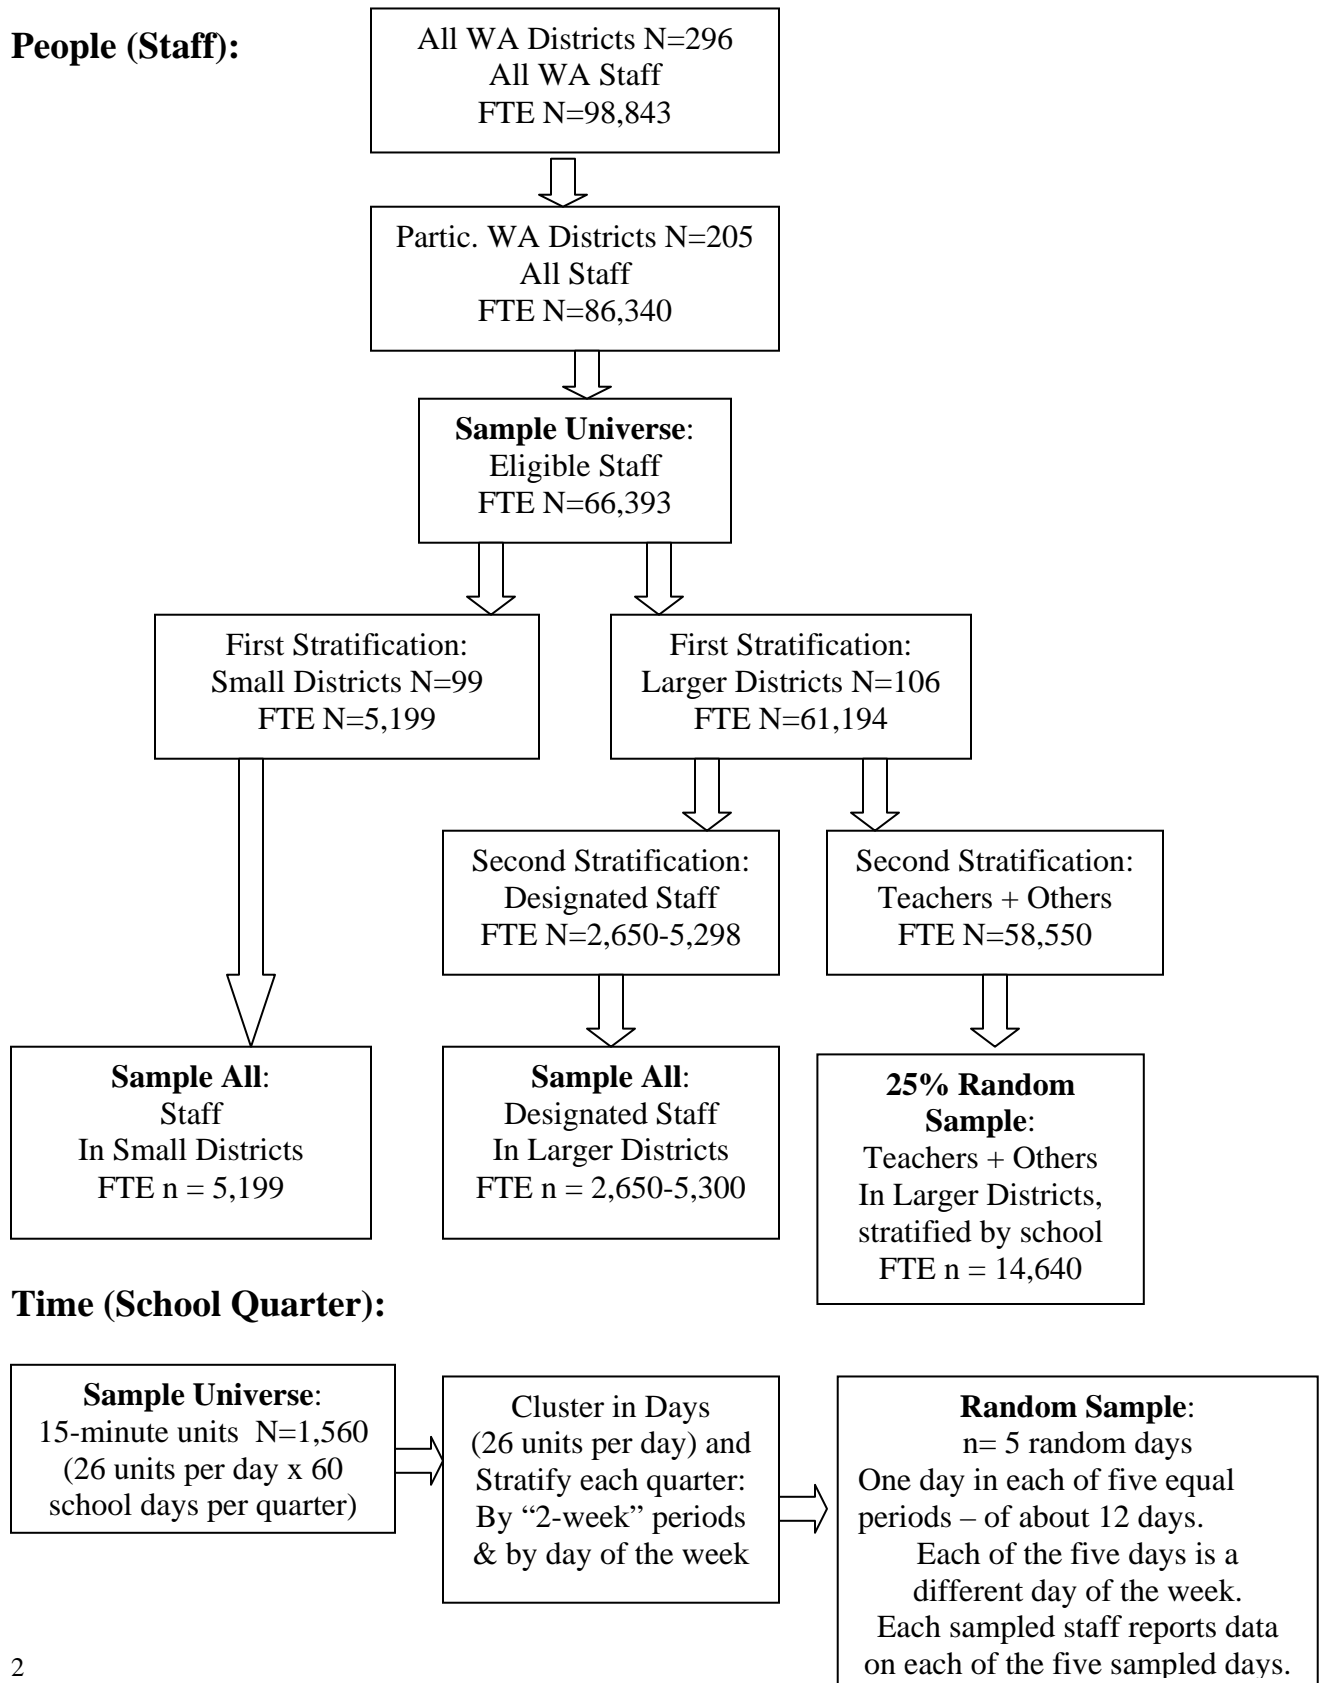 People (Staff):
All WA Districts N=296
All WA Staff
FTE N=98,843
Partic. WA Districts N=205
All Staff
FTE N=86,340
Sample Universe:
Eligible Staff
FTE N=66,393
First Stratification:
Small Districts N=99
FTE N=5,199
First Stratification:
Larger Districts N=106
FTE N=61,194
Second Stratification:
Designated Staff
FTE N=2,650-5,298
Second Stratification:
Teachers + Others
FTE N=58,550
Sample All:
Staff
In Small Districts
FTE n = 5,199
Sample All:
Designated Staff
In Larger Districts
FTE n = 2,650-5,300
25% Random
Sample:
Teachers + Others
In Larger Districts,
stratified by school
FTE n = 14,640
Time (School Quarter):
Sample Universe:
15-minute units N=1,560
(26 units per day x 60
school days per quarter)
Cluster in Days
(26 units per day) and
Stratify each quarter:
By “2-week” periods
& by day of the week
Random Sample:
n= 5 random days
One day in each of five equal
periods – of about 12 days.
Each of the five days is a
different day of the week.
Each sampled staff reports data
on each of the five sampled days.
2